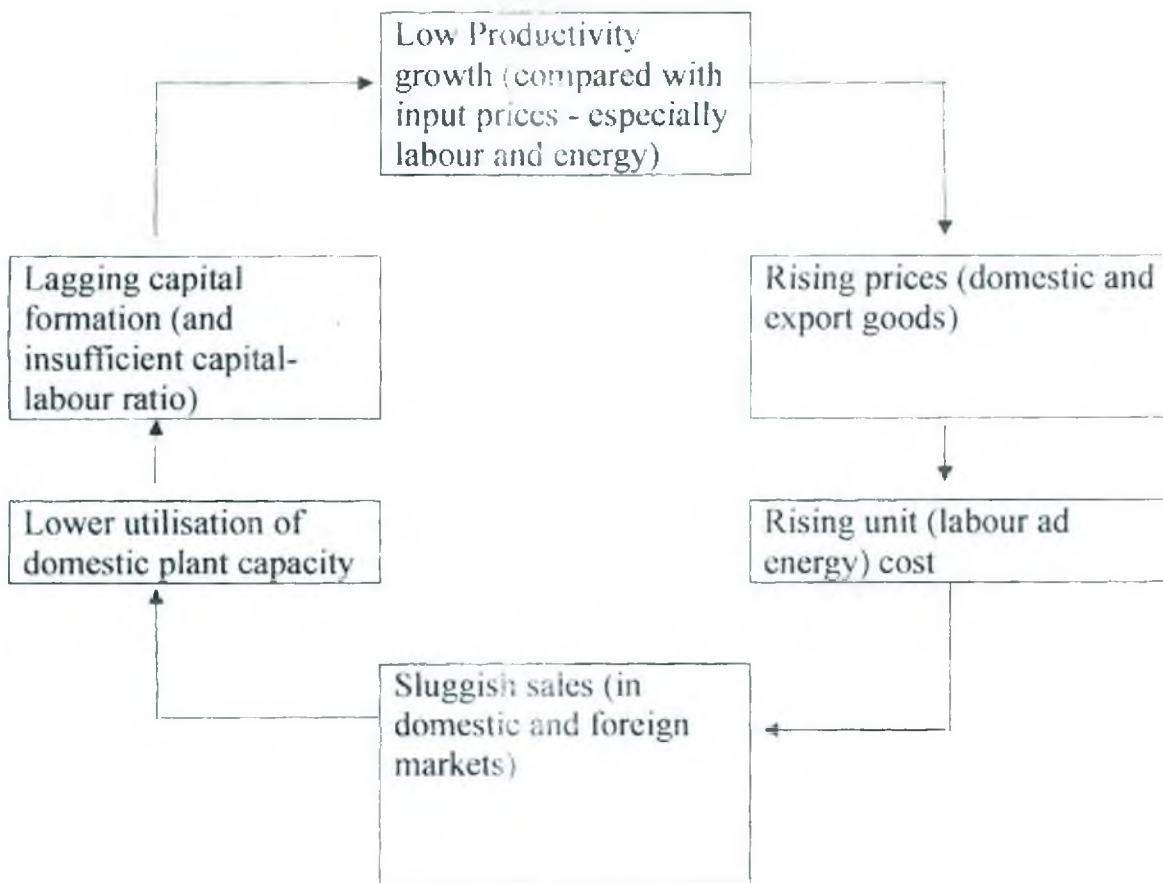 Low Productivity
growth (compared with
input prices - especially
labour and energy)
Rising prices (domestic and
export goods)
Rising unit (labour ad
energy) cost
Sluggish sales (in
domestic and foreign
markets)
Lower utilisation of
domestic plant capacity
Lagging capital
formation (and
insufficient capital-
labour ratio)